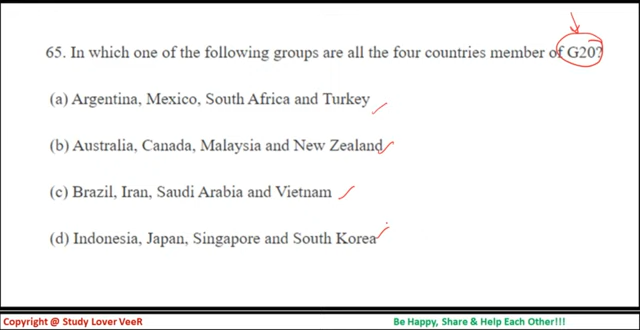 65. In which one of the following groups are all the four countries member of G20?
(a) Argentina, Mexico, South Africa and Turkey
(b) Australia, Canada, Malaysia and New Zealand
(c) Brazil, Iran, Saudi Arabia and Vietnam
(d) Indonesia, Japan, Singapore and South Korea
Copyright @ Study Lover VeeR Be Happy, Share & Help Each Other!!!